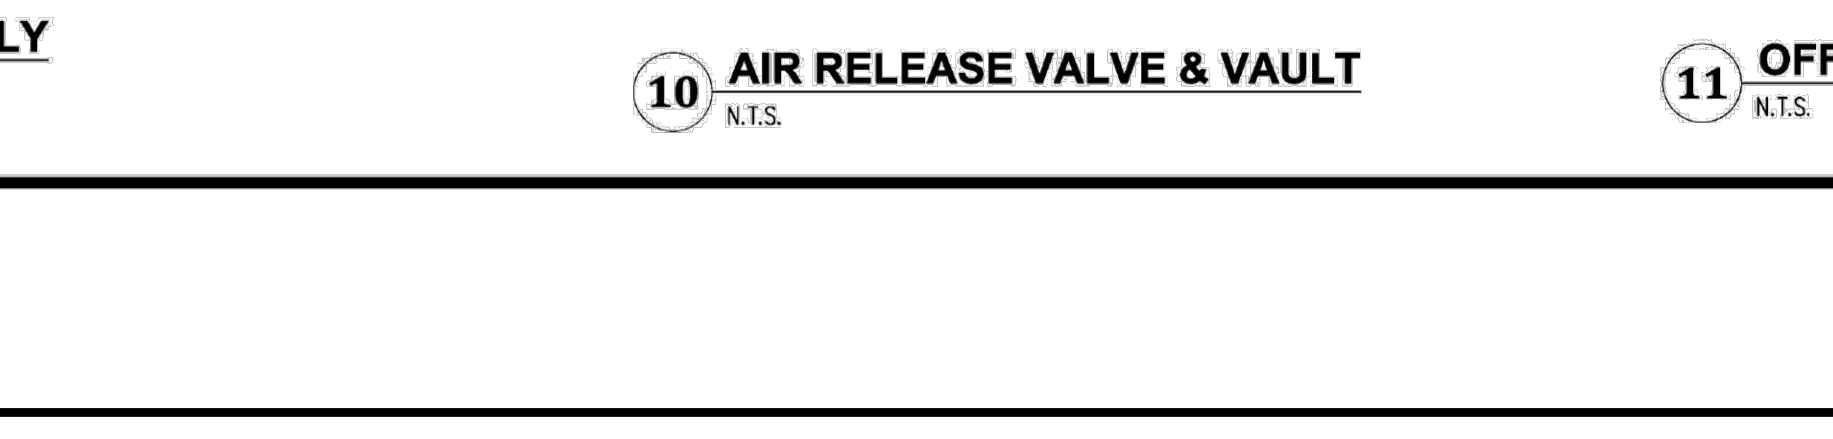 LY
10 AIR RELEASE VALVE & VAULT
N.T.S.
11 OFF
N.T.S.